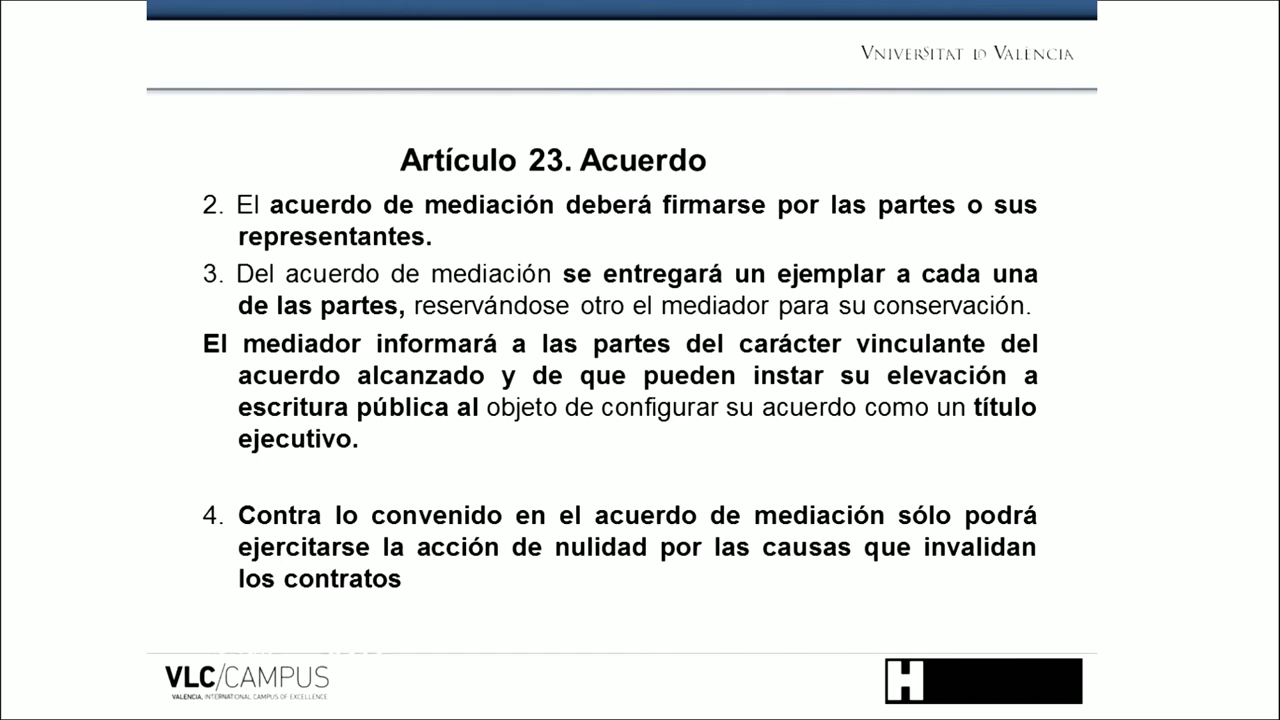 VNIVERSITAT ID VALÈNCIA
Artículo 23. Acuerdo
2. El acuerdo de mediación deberá firmarse por las partes o sus
representantes.
3. Del acuerdo de mediación se entregará un ejemplar a cada una
de las partes, reservándose otro el mediador para su conservación.
El mediador informará a las partes del carácter vinculante del
acuerdo alcanzado y de que pueden instar su elevación a
escritura pública al objeto de configurar su acuerdo como un título
ejecutivo.
4. Contra lo convenido en el acuerdo de mediación sólo podrá
ejercitarse la acción de nulidad por las causas que invalidan
los contratos
VLC/CAMPUS
VALENCIA, INTERNATIONAL CAMPUS OF EXCELLENCE
H